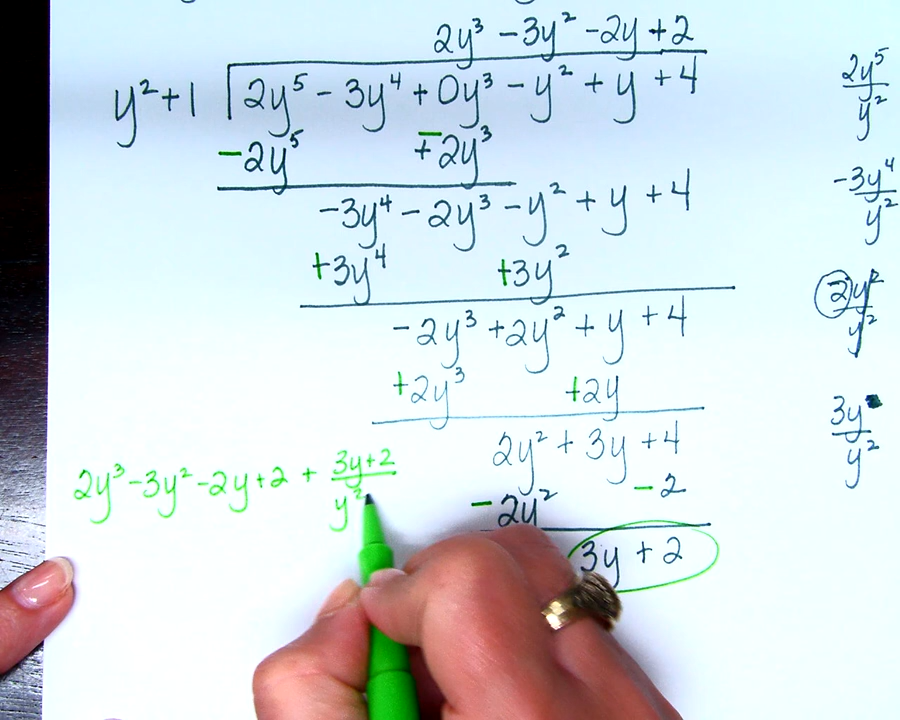 2y³ - 3y² - 2y + 2
y² + 1 2y⁵ - 3y⁴ + 0y³ - y² + y + 4
- 2y⁵ + - 2y³
-3y⁴ - 2y³ - y² + y + 4
+3y⁴ +3y²
-2y³ + 2y² + y + 4
+2y³ +2y
2y² + 3y + 4
- 2y² - 2
3y + 2
2y³ - 3y² - 2y + 2 + 3y+2 / y²
2y⁵ / y²
-3y⁴ / y²
2y² / y²
3y / y²